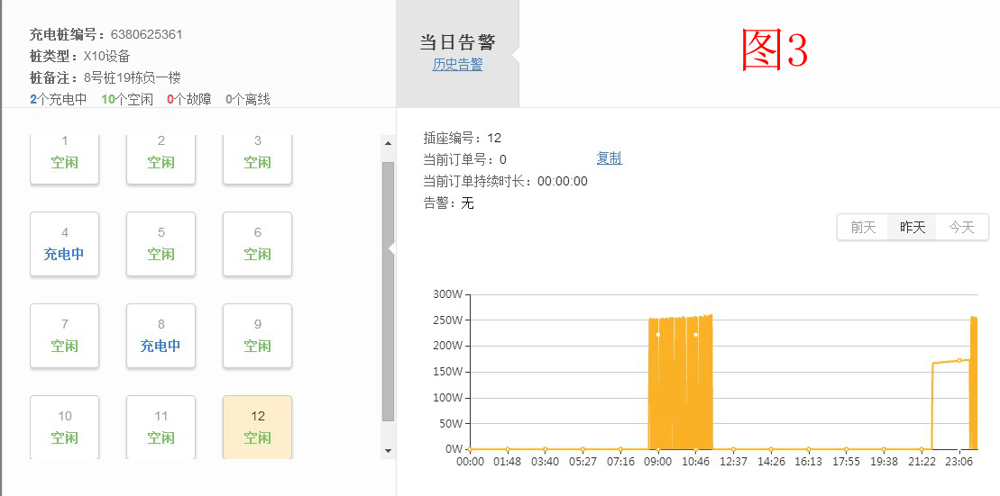 充电桩编号：6380625361
桩类型：X10设备
桩备注：8号桩19栋负一楼
2个充电中 10个空闲 0个故障 0个离线
1 2 3
空闲 空闲 空闲
4 5 6
充电中 空闲 空闲
7 8 9
空闲 充电中 空闲
10 11 12
空闲 空闲 空闲
当日告警
历史告警
图3
插座编号：12
当前订单号：0 复制
当前订单持续时长：00:00:00
告警：无
前天 昨天 今天
300W
250W
200W
150W
100W
50W
0W
00:00 01:48 03:40 05:27 07:16 09:00 10:46 12:37 14:26 16:13 17:55 19:38 21:22 23:06